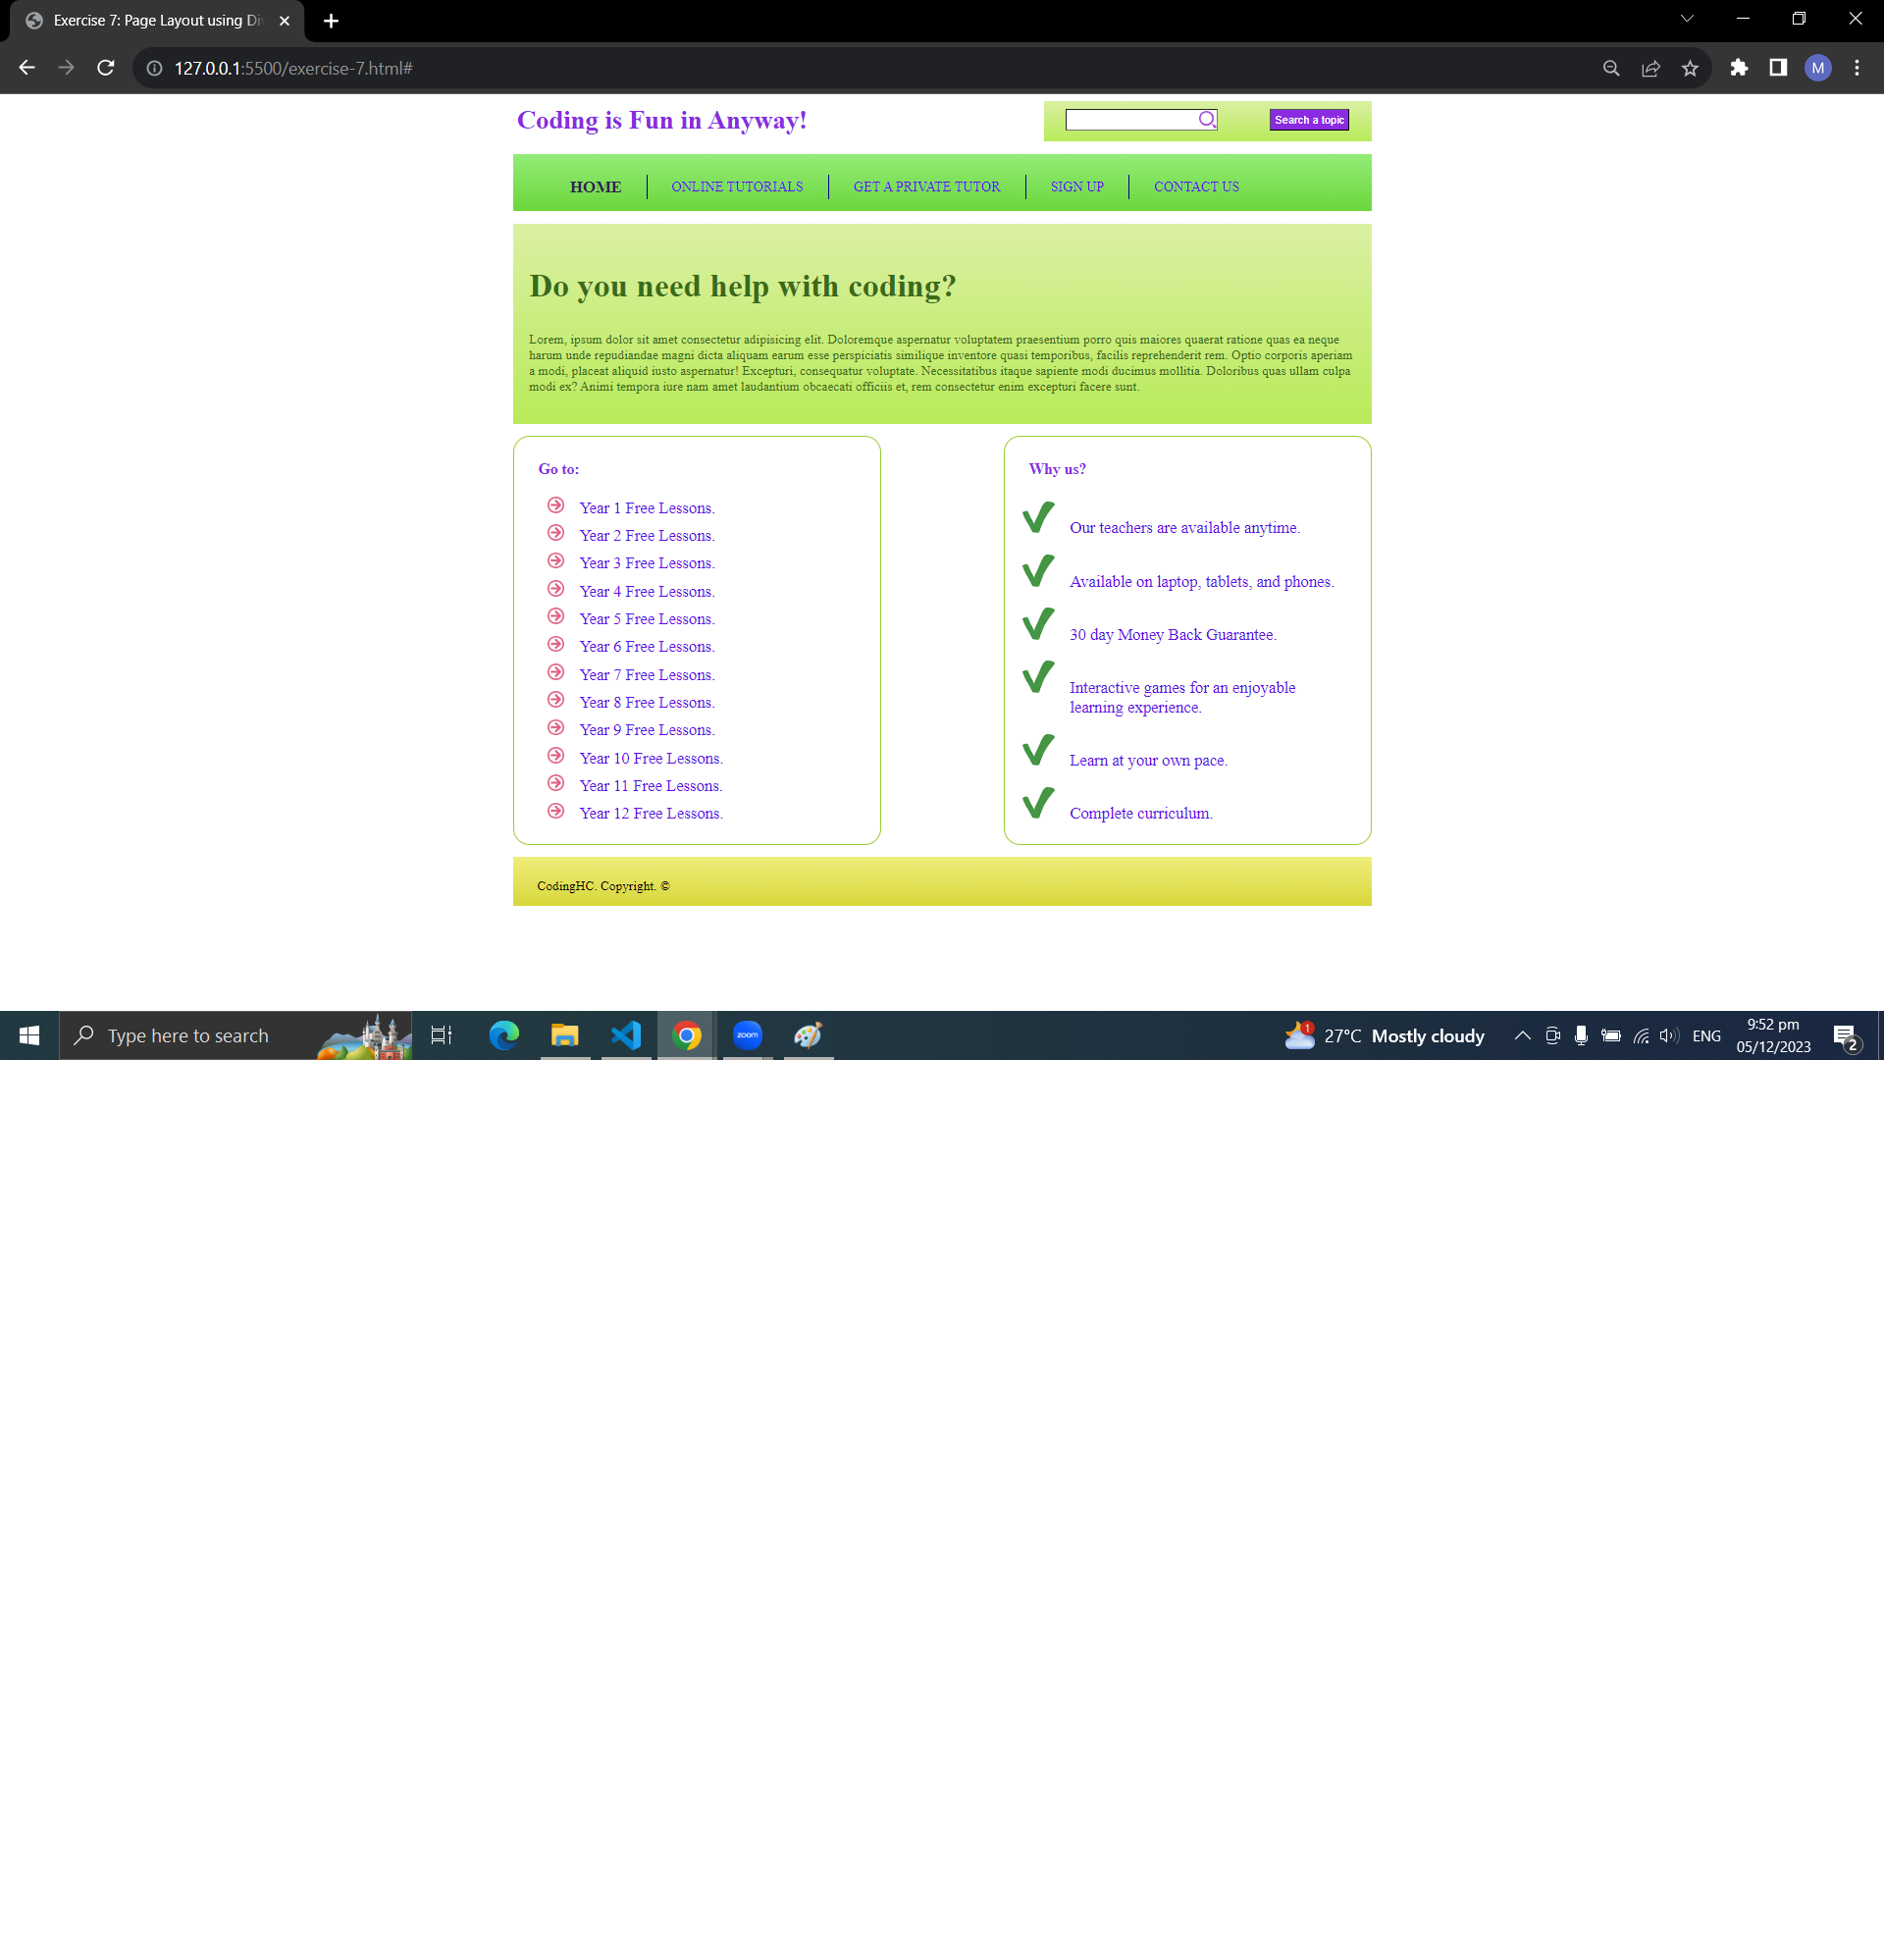 Exercise 7: Page Layout using Di
127.0.0.1:5500/exercise-7.html#
M
Coding is Fun in Anyway!
Search a topic
HOME
ONLINE TUTORIALS
GET A PRIVATE TUTOR
SIGN UP
CONTACT US
Do you need help with coding?
Lorem, ipsum dolor sit amet consectetur adipisicing elit. Doloremque aspernatur voluptatem praesentium porro quis maiores quaerat ratione quas ea neque
harum unde repudiandae magni dicta aliquam earum esse perspiciatis similique inventore quasi temporibus, facilis reprehenderit rem. Optio corporis aperiam
a modi, placeat aliquid iusto aspernatur! Excepturi, consequatur voluptate. Necessitatibus itaque sapiente modi ducimus mollitia. Doloribus quas ullam culpa
modi ex? Animi tempora iure nam amet laudantium obcaecati officiis et, rem consectetur enim excepturi facere sunt.
Go to:
Year 1 Free Lessons.
Year 2 Free Lessons.
Year 3 Free Lessons.
Year 4 Free Lessons.
Year 5 Free Lessons.
Year 6 Free Lessons.
Year 7 Free Lessons.
Year 8 Free Lessons.
Year 9 Free Lessons.
Year 10 Free Lessons.
Year 11 Free Lessons.
Year 12 Free Lessons.
Why us?
Our teachers are available anytime.
Available on laptop, tablets, and phones.
30 day Money Back Guarantee.
Interactive games for an enjoyable
learning experience.
Learn at your own pace.
Complete curriculum.
CodingHC. Copyright. ©
Type here to search
zoom
1
27°C Mostly cloudy
ENG
9:52 pm
05/12/2023
2